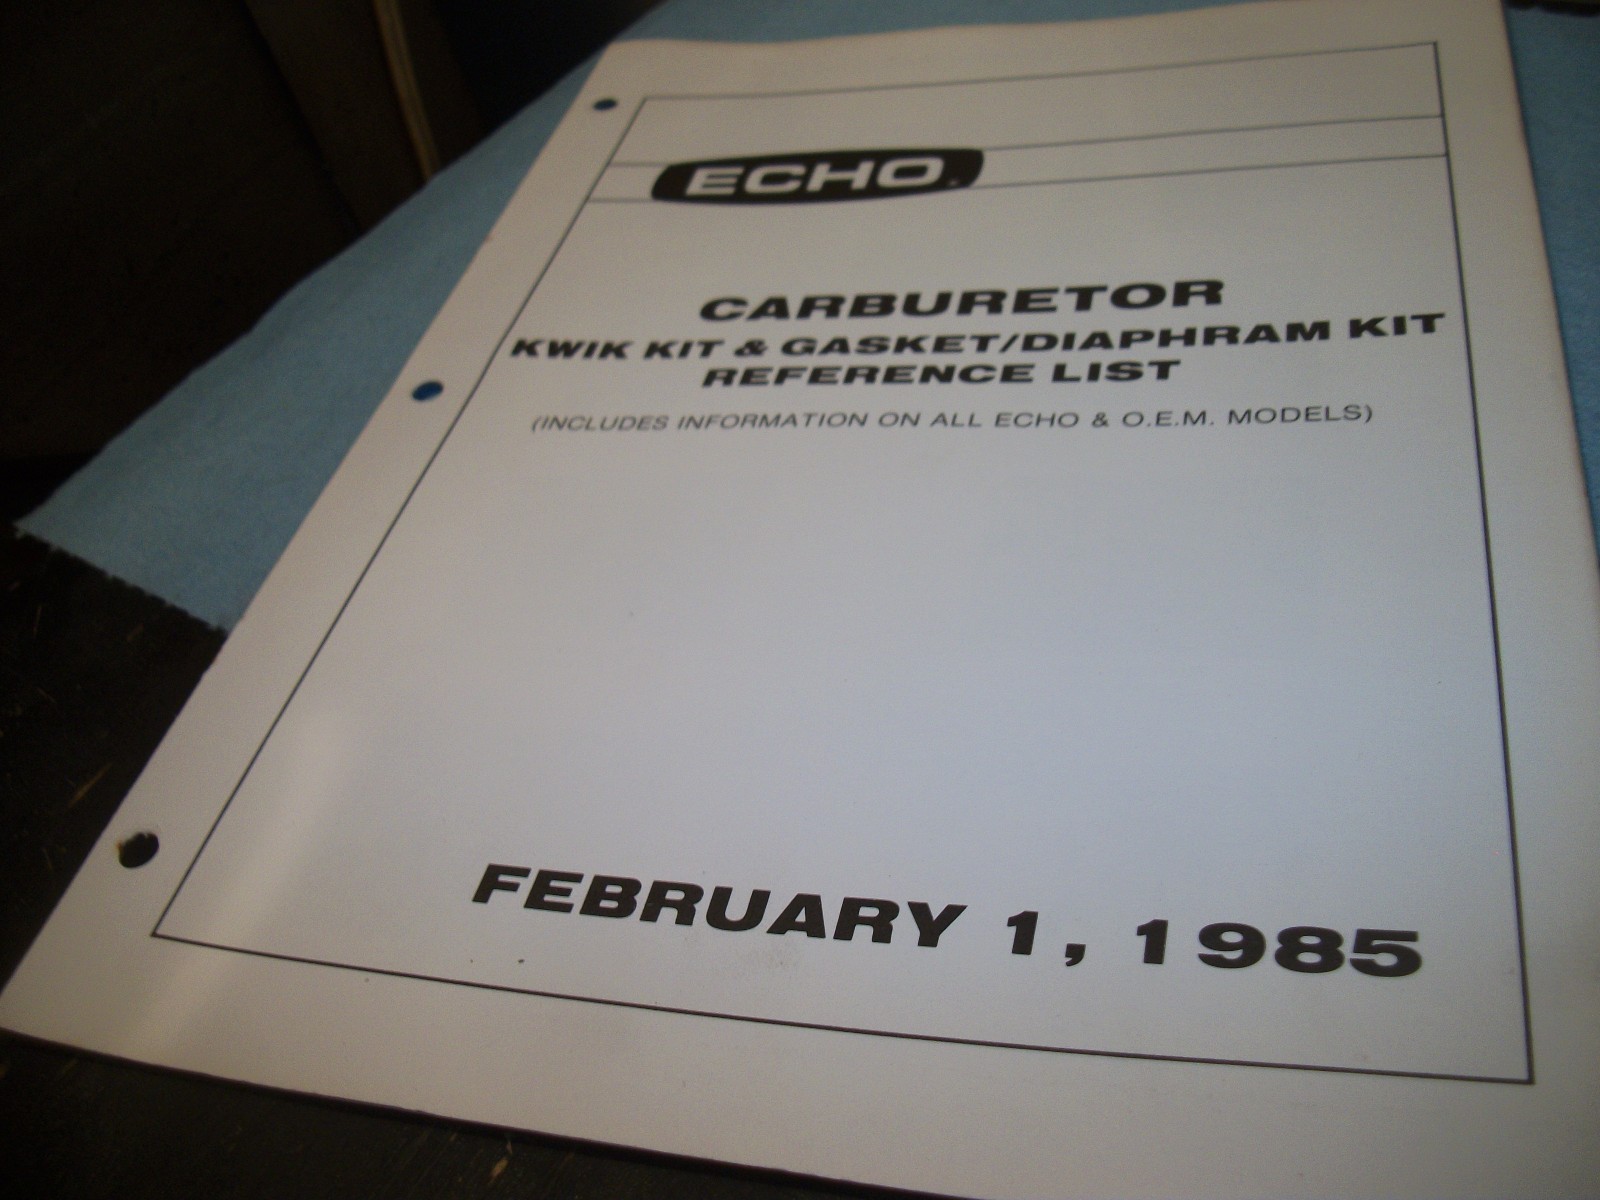 ECHO
CARBURETOR
KWIK KIT & GASKET/DIAPHRAM KIT
REFERENCE LIST
(INCLUDES INFORMATION ON ALL ECHO & O.E.M. MODELS)
FEBRUARY 1, 1985